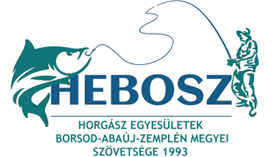 HEBOSZ
HORGÁSZ EGYESÜLETEK
BORSOD-ABAÚJ-ZEMPLÉN MEGYEI
SZÖVETSÉGE 1993